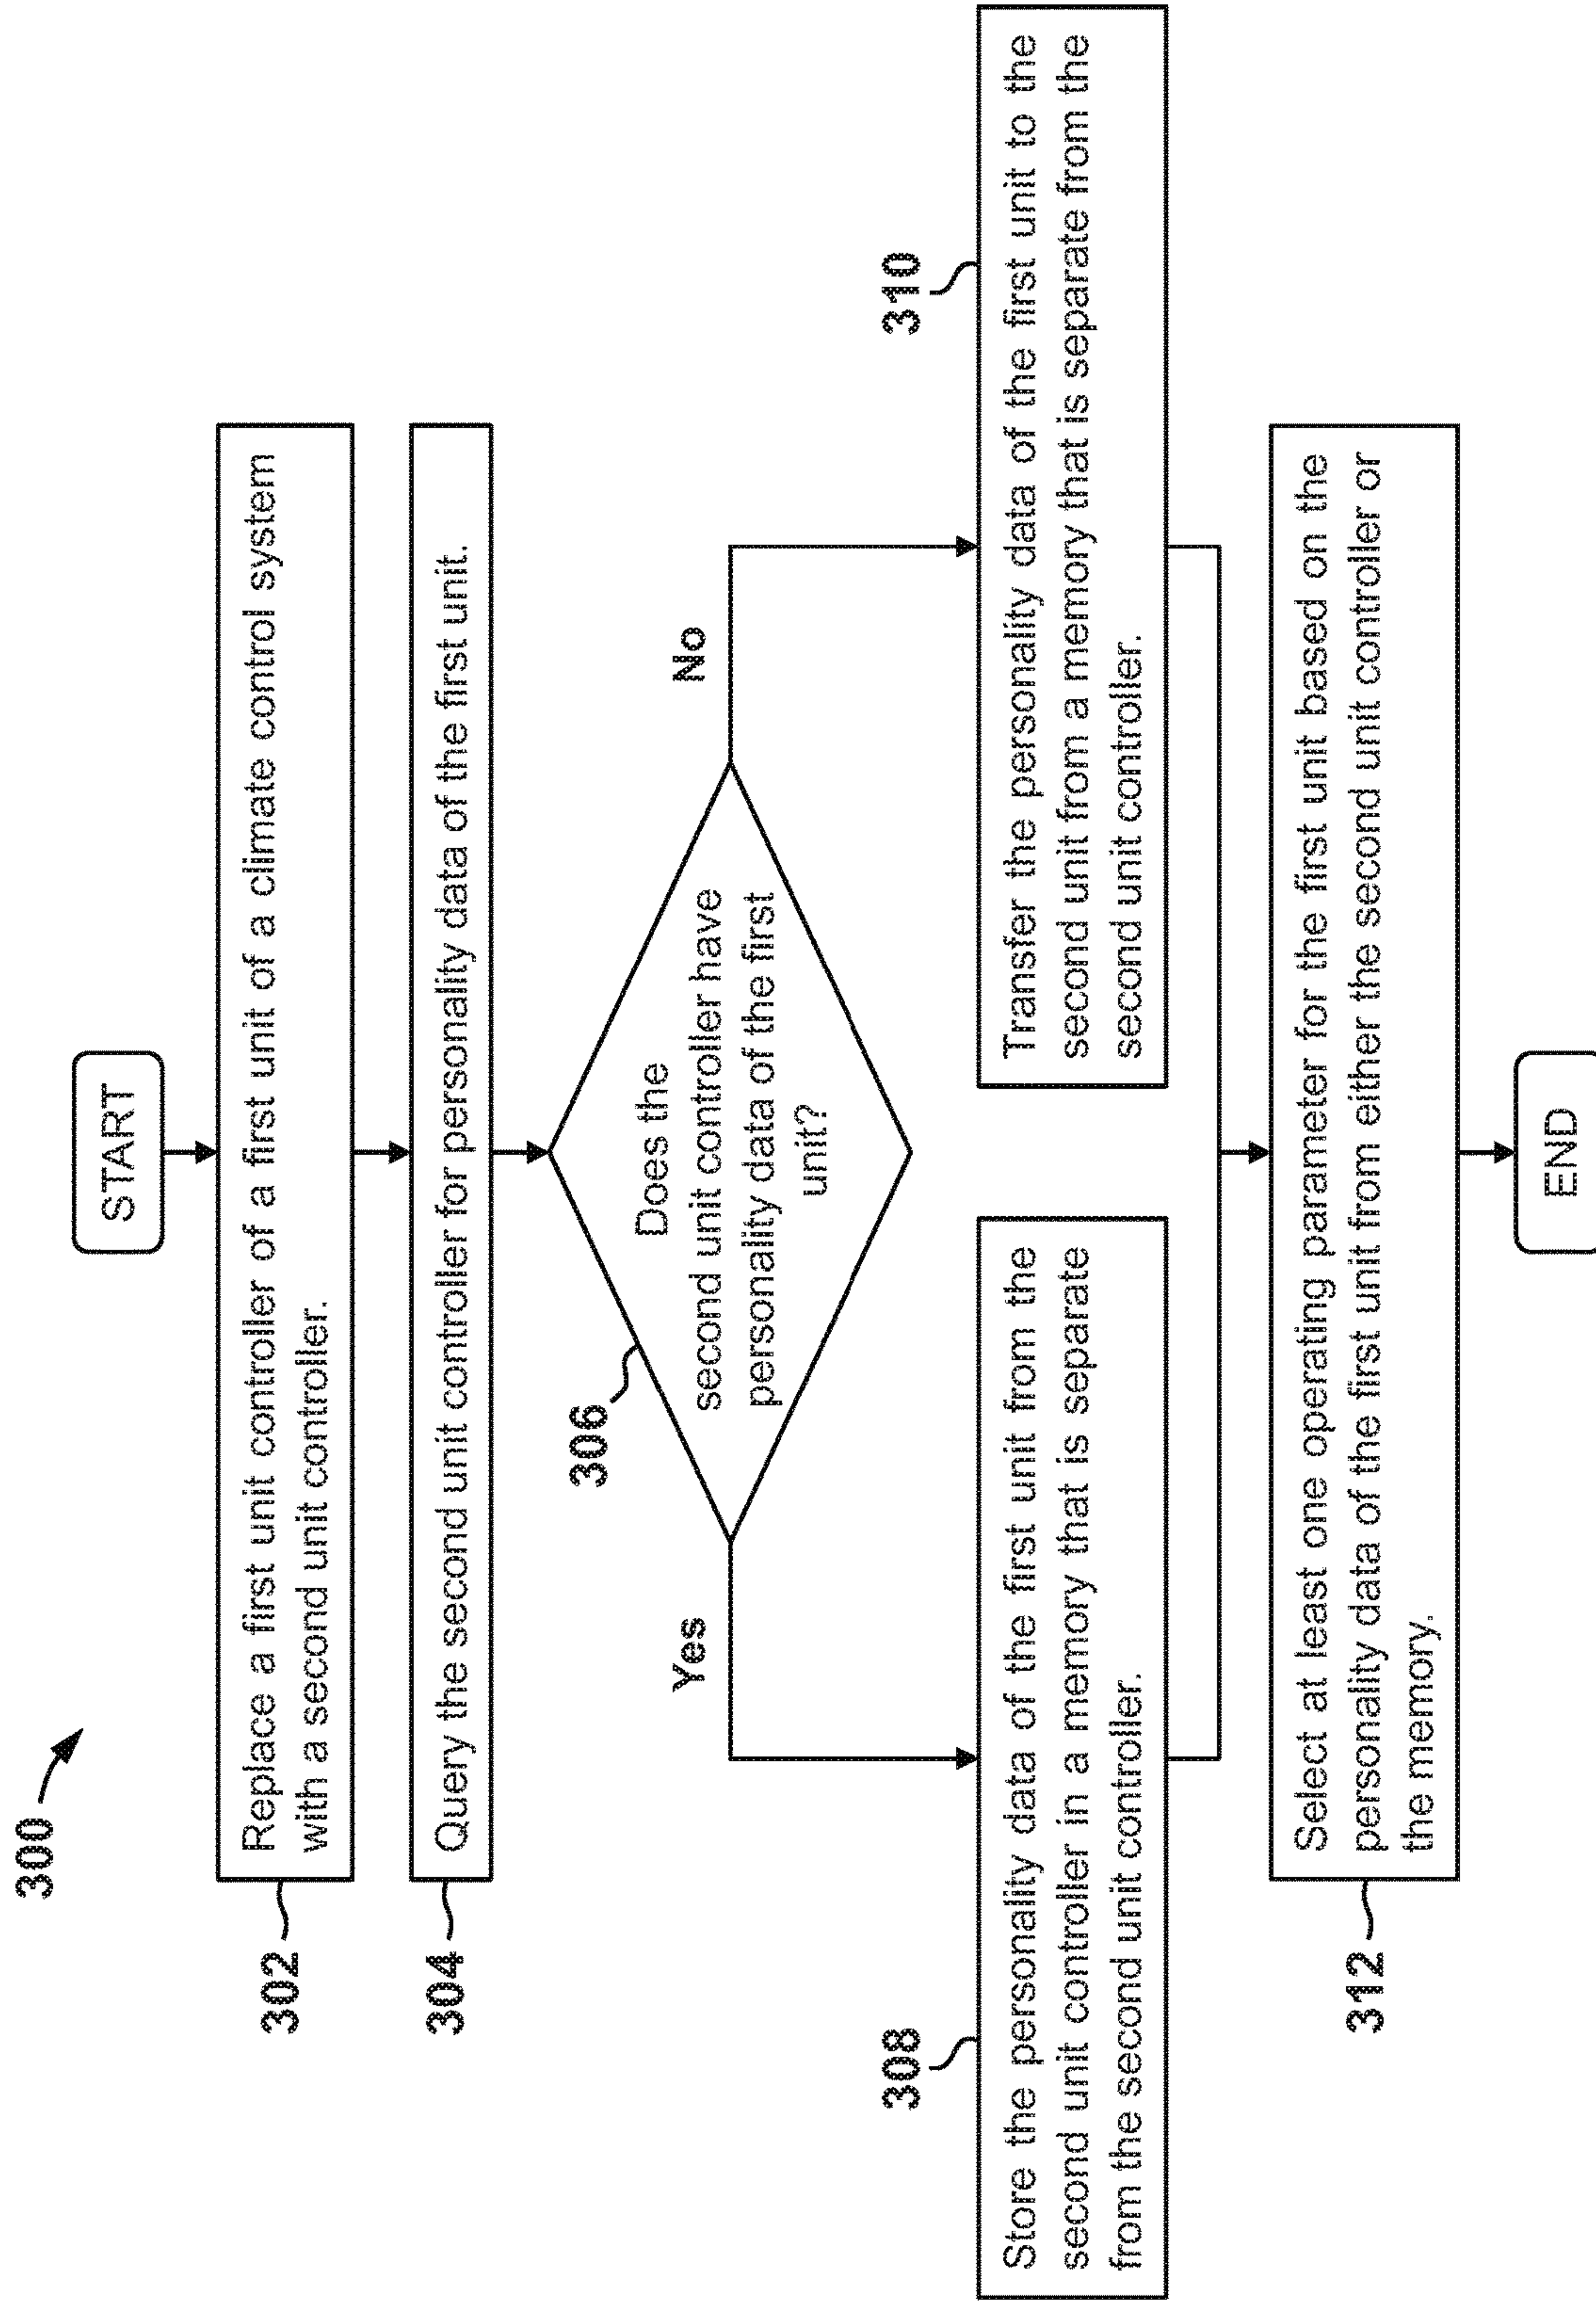 300
START
302
Replace a first unit controller of a first unit of a climate control system
with a second unit controller.
304
Query the second unit controller for personality data of the first unit.
306
Does the
second unit controller have
personality data of the first
unit?
Yes
No
308
Store the personality data of the first unit from the
second unit controller in a memory that is separate
from the second unit controller.
310
Transfer the personality data of the first unit to the
second unit from a memory that is separate from the
second unit controller.
312
Select at least one operating parameter for the first unit based on the
personality data of the first unit from either the second unit controller or
the memory.
END